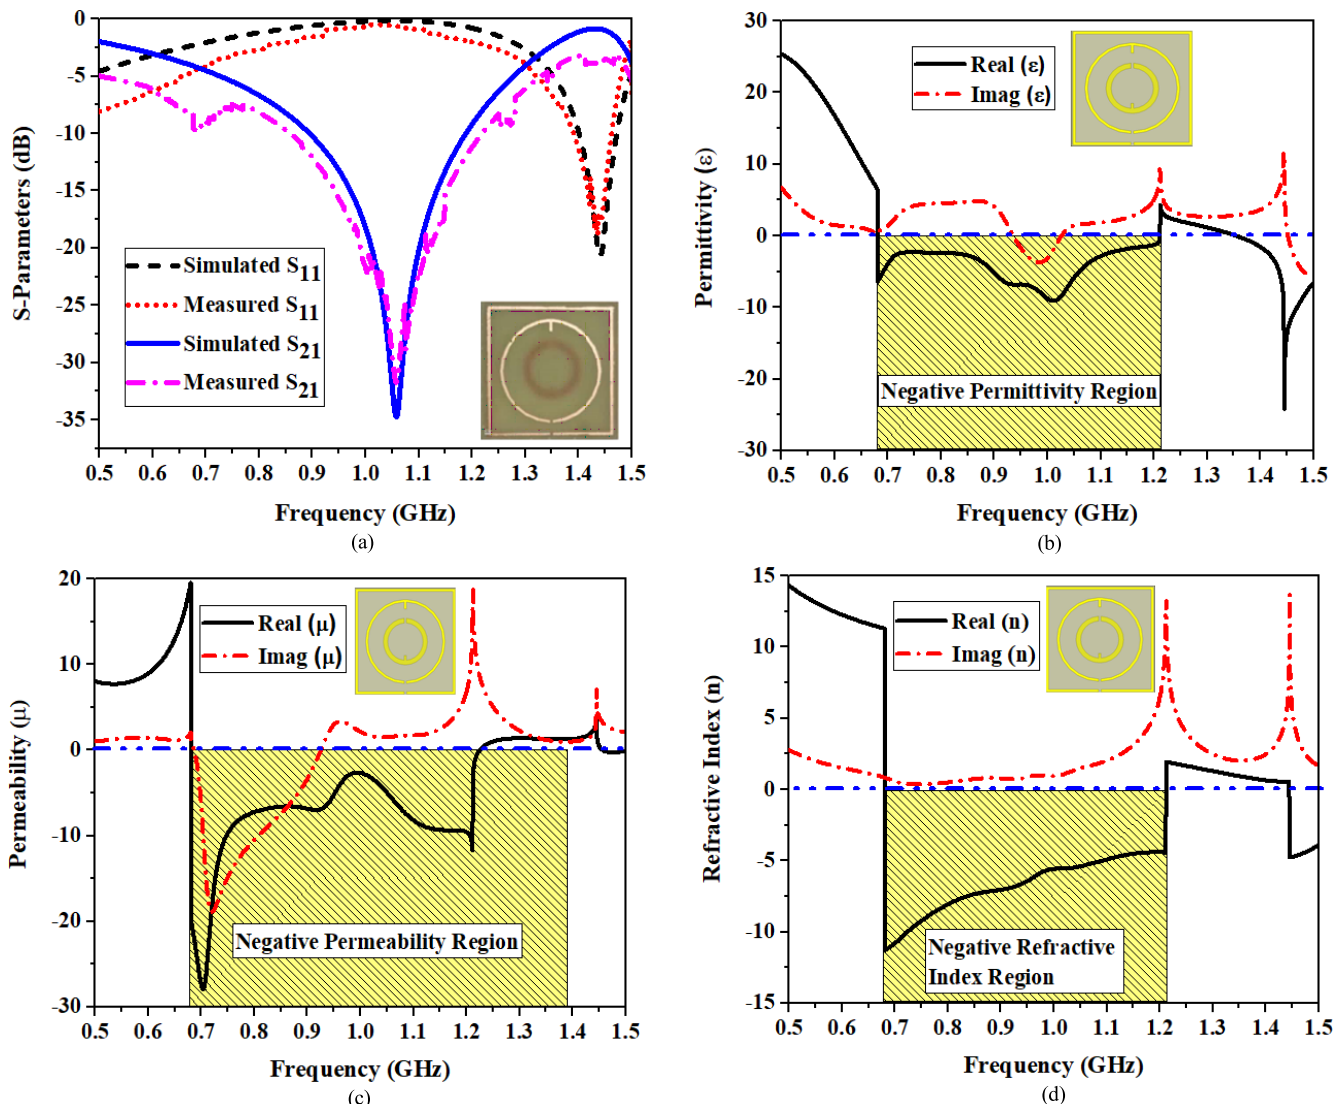 0
-5
-10
-15
-20
-25
-30
-35
S-Parameters (dB)
Simulated S11
Measured S11
Simulated S21
Measured S21
0.5 0.6 0.7 0.8 0.9 1.0 1.1 1.2 1.3 1.4 1.5
Frequency (GHz)
(a)
30
20
10
0
-10
-20
-30
Permittivity (ε)
Real (ε)
Imag (ε)
Negative Permittivity Region
0.5 0.6 0.7 0.8 0.9 1.0 1.1 1.2 1.3 1.4 1.5
Frequency (GHz)
(b)
20
10
0
-10
-20
-30
Permeability (μ)
Real (μ)
Imag (μ)
Negative Permeability Region
0.5 0.6 0.7 0.8 0.9 1.0 1.1 1.2 1.3 1.4 1.5
Frequency (GHz)
(c)
15
10
5
0
-5
-10
-15
Refractive Index (n)
Real (n)
Imag (n)
Negative Refractive
Index Region
0.5 0.6 0.7 0.8 0.9 1.0 1.1 1.2 1.3 1.4 1.5
Frequency (GHz)
(d)